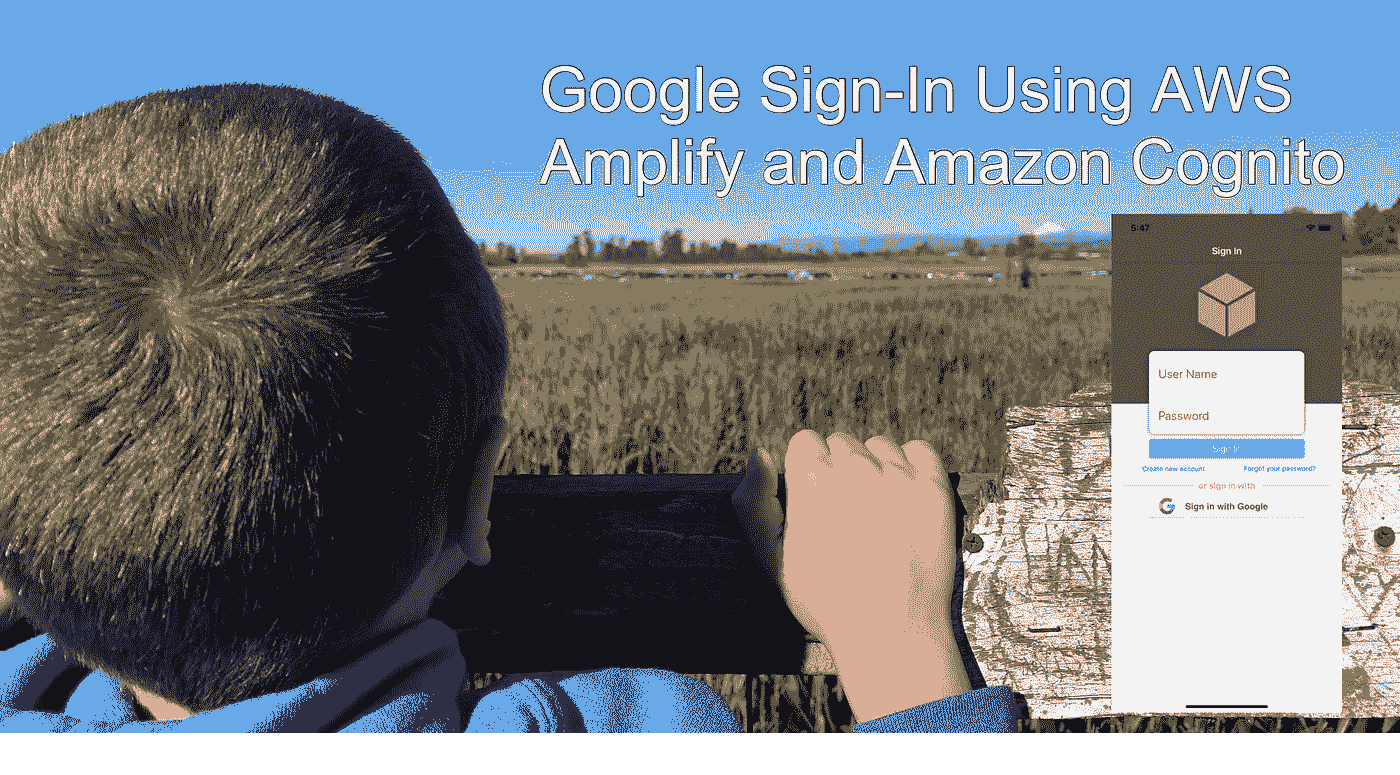 Google Sign-In Using AWS
Amplify and Amazon Cognito
5:47
Sign In
User Name
Password
Sign In
Create new account Forgot your password?
or sign in with
Sign in with Google